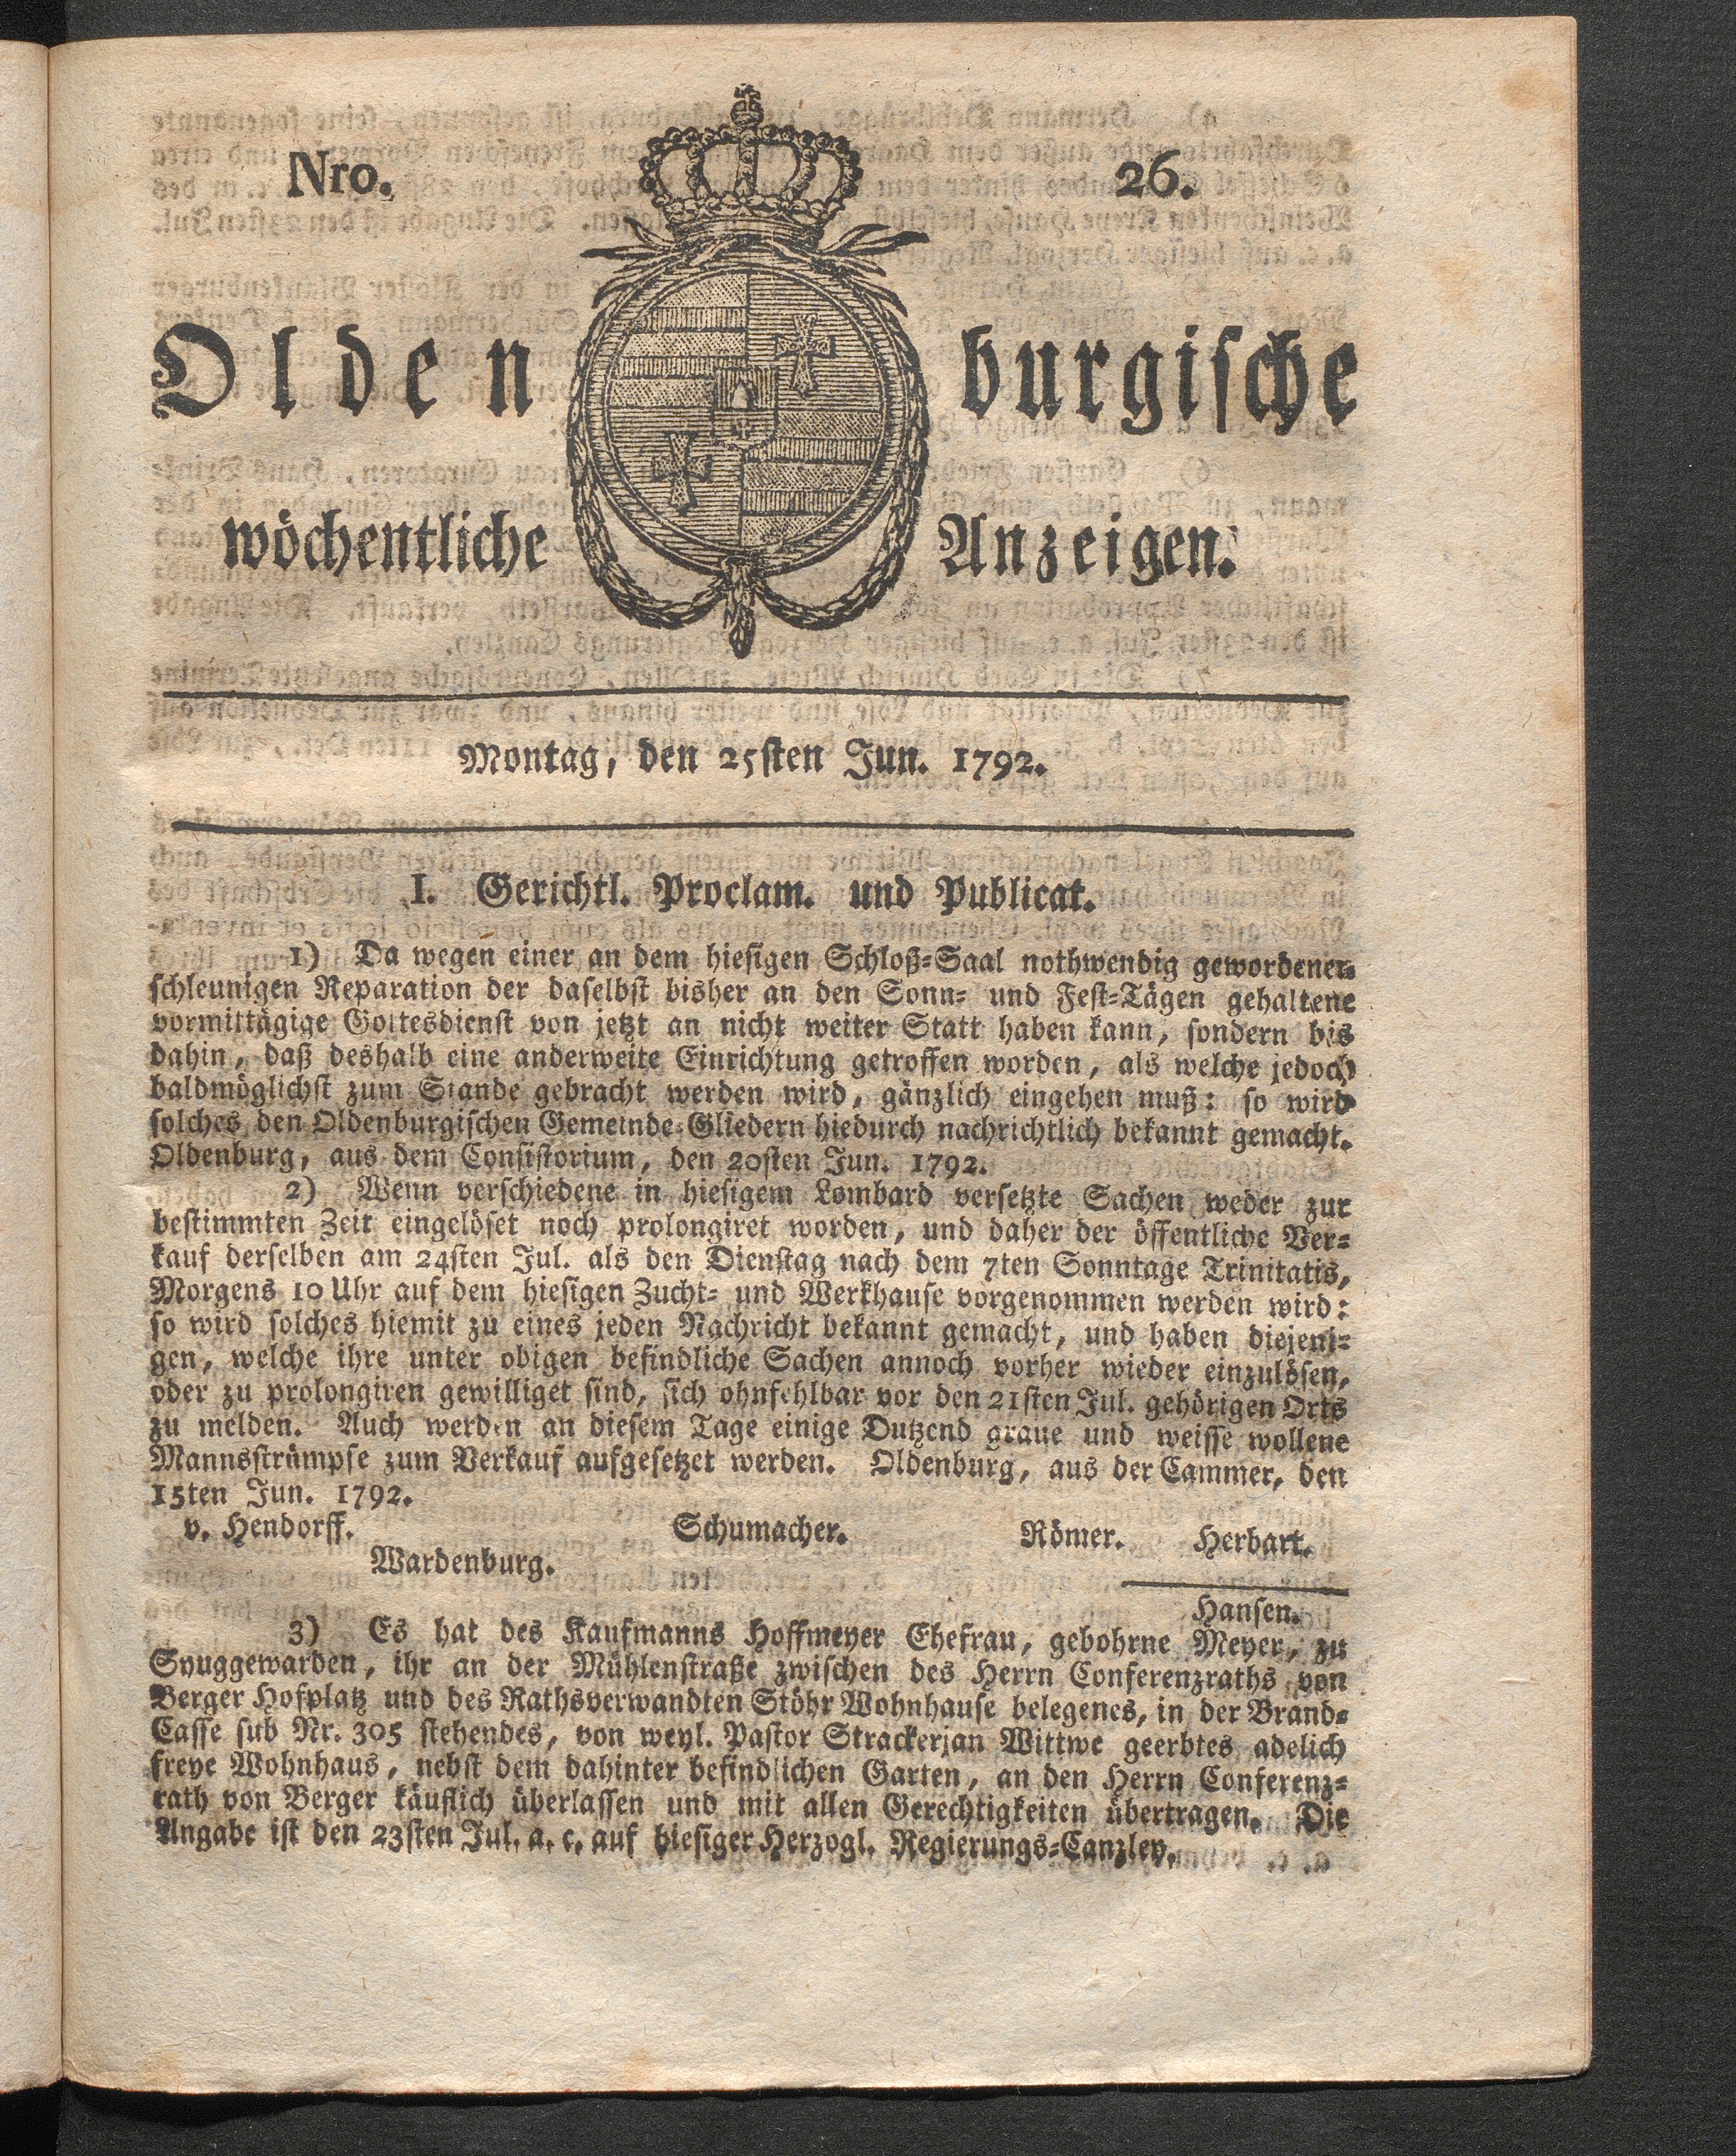 Nro. 26.
Oldenburgische
wöchentliche Anzeigen.
Montag, den 25sten Jun. 1792.
I. Gerichtl. Proclam. und Publicat.
1) Da wegen einer an dem hiesigen Schloß-Saal nothwendig gewordenen
schleunigen Reparation der daselbst bisher an den Sonn- und Fest-Tägen gehaltene
vormittägige Gottesdienst von jetzt an nicht weiter Statt haben kann, sondern bis
dahin, daß deshalb eine anderweite Einrichtung getroffen worden, als welche jedoch
baldmöglichst zum Stande gebracht werden wird, gänzlich eingehen muß: so wird
solches den Oldenburgischen Gemeinde-Gliedern hiedurch nachrichtlich bekannt gemacht.
Oldenburg, aus dem Consistorium, den 20sten Jun. 1792.
2) Wenn verschiedene in hiesigem Lombard versetzte Sachen weder zur
bestimmten Zeit eingelöset noch prolongiret worden, und daher der öffentliche Ver-
kauf derselben am 24sten Jul. als den Dienstag nach dem 7ten Sonntage Trinitatis,
Morgens 10 Uhr auf dem hiesigen Zucht- und Werkhause vorgenommen werden wird:
so wird solches hiemit zu eines jeden Nachricht bekannt gemacht, und haben diejeni-
gen, welche ihre unter obigen befindliche Sachen annoch vorher wieder einzulösen,
oder zu prolongiren gewilliget sind, sich ohnfehlbar vor den 21sten Jul. gehörigen Orts
zu melden. Auch werden an diesem Tage einige Dutzend graue und weisse wollene
Mannsstrümpfe zum Verkauf aufgesetzet werden. Oldenburg, aus der Cammer, den
15ten Jun. 1792.
v. Hendorff. Schumacher. Römer. Herbart.
Wardenburg.
Hansen.
3) Es hat des Kaufmanns Hoffmeyer Ehefrau, gebohrne Meyer, zu
Snuggewarden, ihr an der Mühlenstraße zwischen des Herrn Conferenzraths von
Berger Hofplatz und des Rathsverwandten Stöhr Wohnhause belegenes, in der Brand-
Casse sub Nr. 305 stehendes, von weyl. Pastor Strackerjan Wittwe geerbtes adelich
freye Wohnhaus, nebst dem dahinter befindlichen Garten, an den Herrn Conferenz-
rath von Berger käuflich überlassen und mit allen Gerechtigkeiten übertragen. Die
Angabe ist den 23sten Jul. a. c. auf hiesiger Herzogl. Regierungs-Canzley.